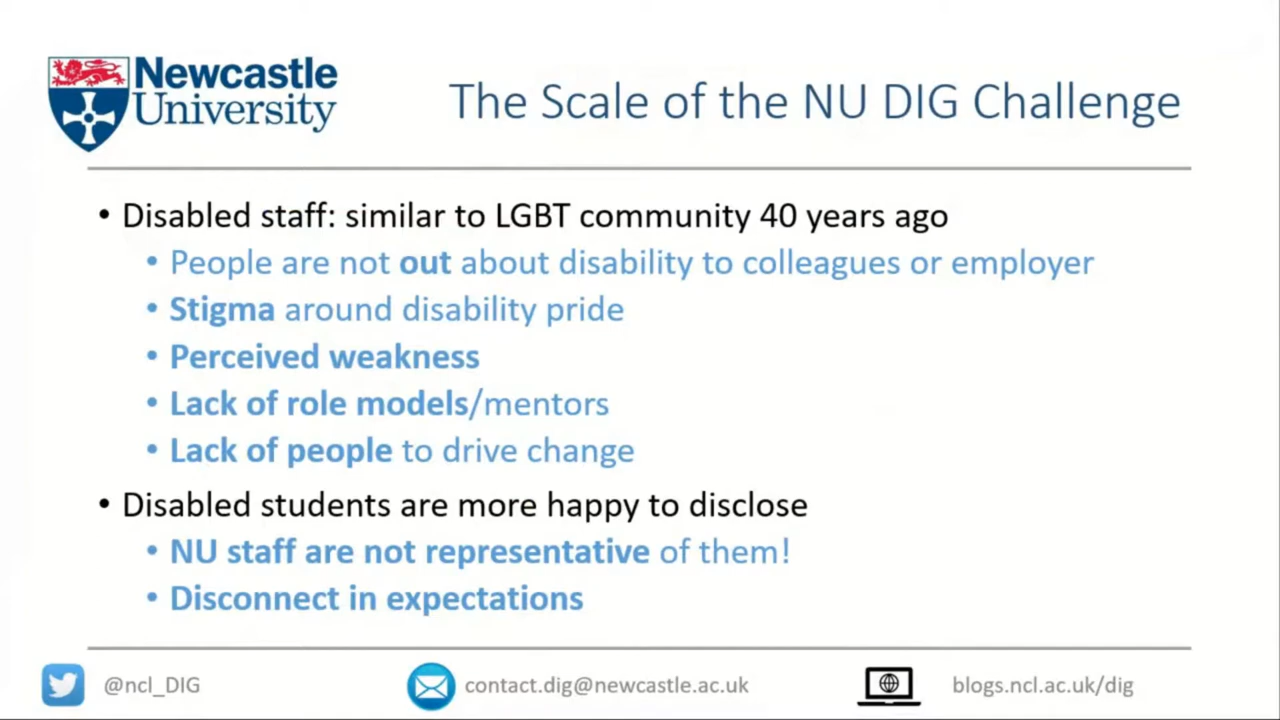 Newcastle
University
The Scale of the NU DIG Challenge
• Disabled staff: similar to LGBT community 40 years ago
• People are not out about disability to colleagues or employer
• Stigma around disability pride
• Perceived weakness
• Lack of role models/mentors
• Lack of people to drive change
• Disabled students are more happy to disclose
• NU staff are not representative of them!
• Disconnect in expectations
@ncl_DIG
contact.dig@newcastle.ac.uk
blogs.ncl.ac.uk/dig